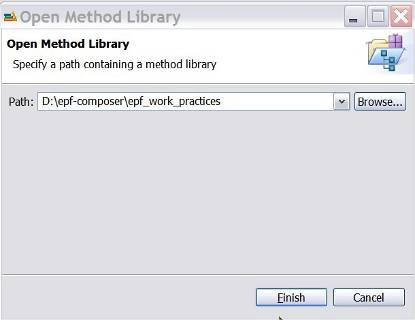 Open Method Library
Open Method Library
Specify a path containing a method library
Path: D:\epf-composer\epf_work_practices Browse...
Finish Cancel